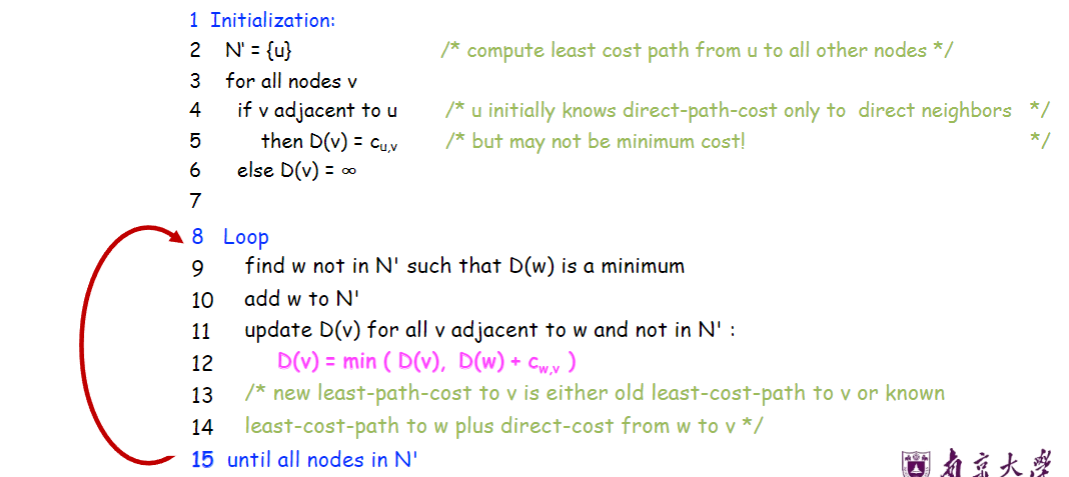 1 Initialization:
2 N' = {u} /* compute least cost path from u to all other nodes */
3 for all nodes v
4 if v adjacent to u /* u initially knows direct-path-cost only to direct neighbors */
5 then D(v) = cu,v /* but may not be minimum cost! */
6 else D(v) = ∞
7
8 Loop
9 find w not in N' such that D(w) is a minimum
10 add w to N'
11 update D(v) for all v adjacent to w and not in N' :
12 D(v) = min ( D(v), D(w) + cw,v )
13 /* new least-path-cost to v is either old least-cost-path to v or known
14 least-cost-path to w plus direct-cost from w to v */
15 until all nodes in N'
南京大学